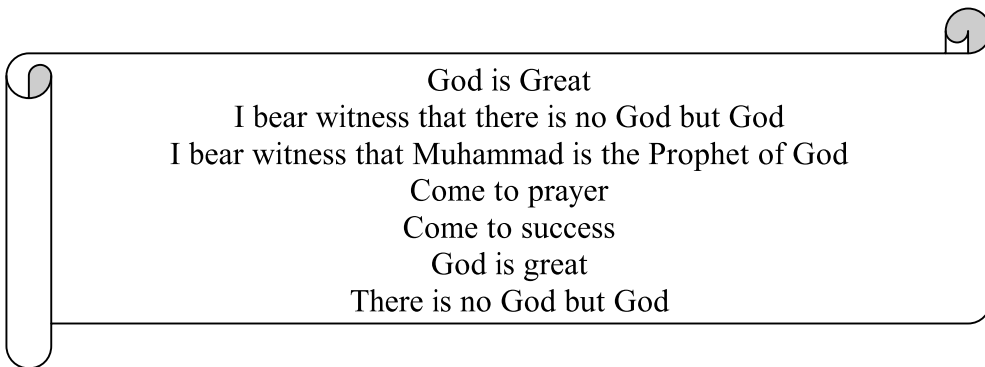 God is Great
I bear witness that there is no God but God
I bear witness that Muhammad is the Prophet of God
Come to prayer
Come to success
God is great
There is no God but God